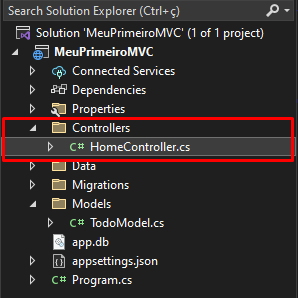 Search Solution Explorer (Ctrl+ç)
Solution 'MeuPrimeiroMVC' (1 of 1 project)
MeuPrimeiroMVC
Connected Services
Dependencies
Properties
Controllers
C# HomeController.cs
Data
Migrations
Models
C# TodoModel.cs
app.db
appsettings.json
C# Program.cs